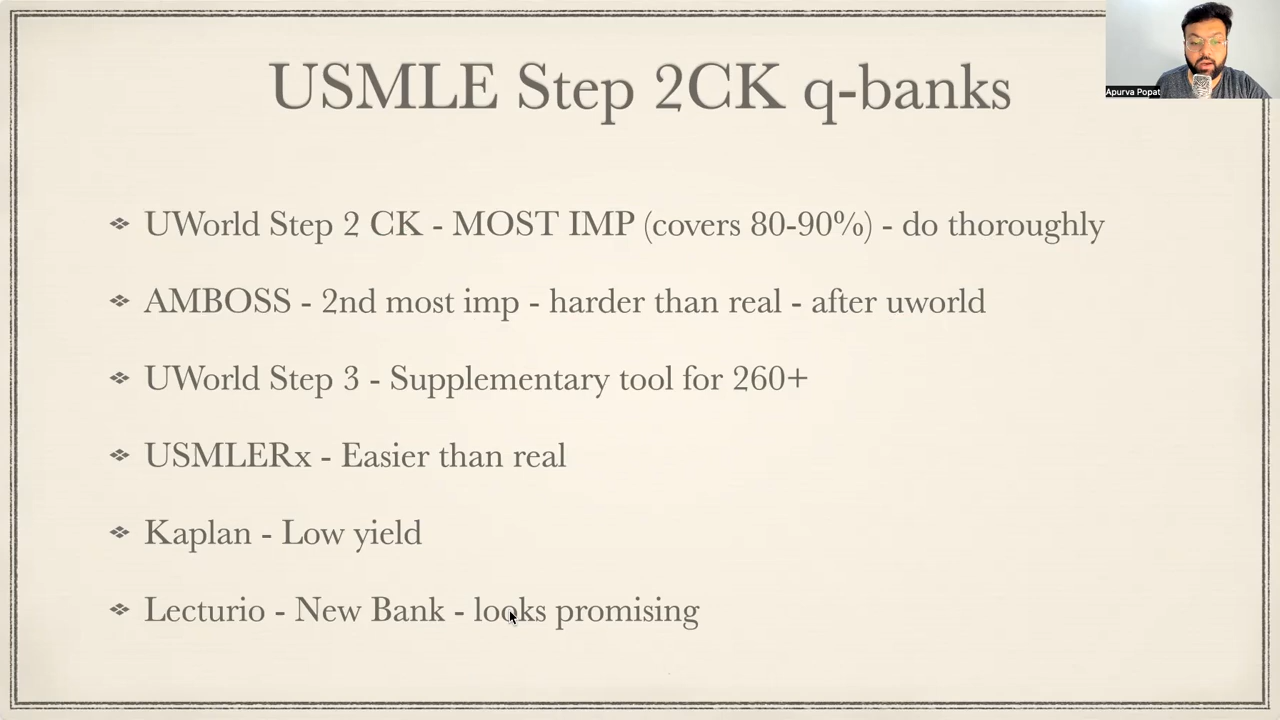 USMLE Step 2CK q-banks
Apurva Popat
UWorld Step 2 CK - MOST IMP (covers 80-90%) - do thoroughly
AMBOSS - 2nd most imp - harder than real - after uworld
UWorld Step 3 - Supplementary tool for 260+
USMLERx - Easier than real
Kaplan - Low yield
Lecturio - New Bank - looks promising